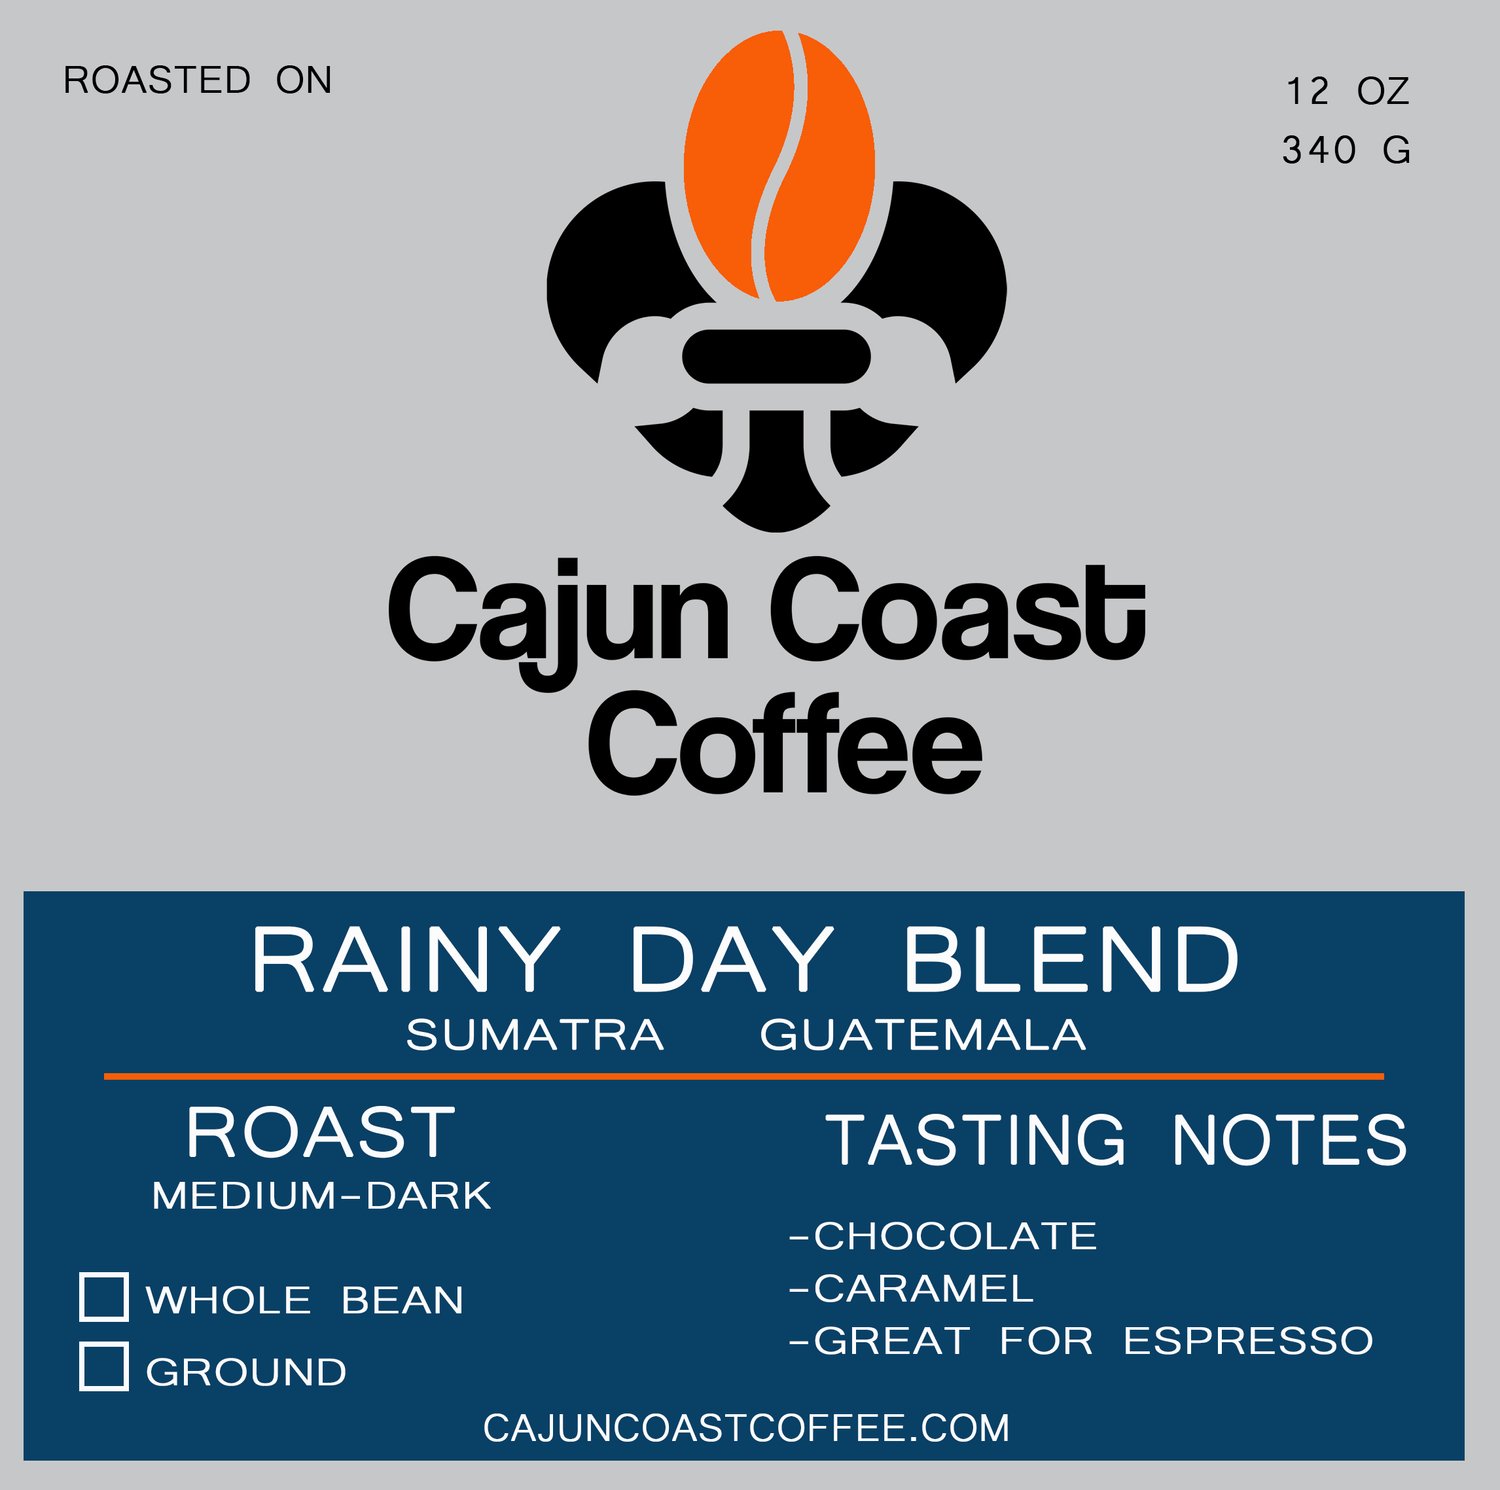 ROASTED ON
12 OZ
340 G
Cajun Coast
Coffee
RAINY DAY BLEND
SUMATRA GUATEMALA
ROAST
MEDIUM-DARK
WHOLE BEAN
GROUND
TASTING NOTES
-CHOCOLATE
-CARAMEL
-GREAT FOR ESPRESSO
CAJUNCOASTCOFFEE.COM